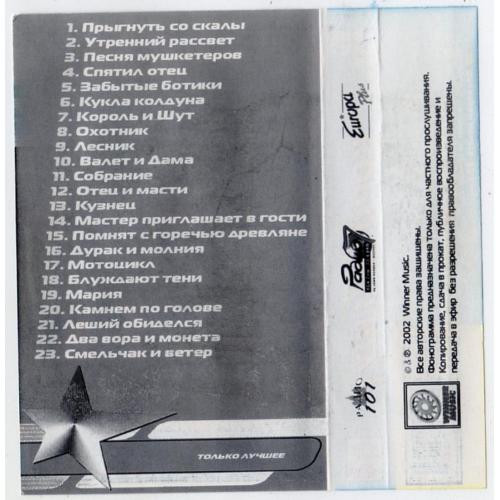 1. Прыгнуть со скалы
2. Утренний рассвет
3. Песня мушкетеров
4. Спятил отец
5. Забытые ботики
6. Кукла колдуна
7. Король и Шут
8. Охотник
9. Лесник
10. Валет и Дама
11. Собрание
12. Отец и масти
13. Кузнец
14. Мастер приглашает в гости
15. Помнят с горечью древляне
16. Дурак и молния
17. Мотоцикл
18. Блуждают тени
19. Мария
20. Камнем по голове
21. Леший обиделся
22. Два вора и монета
23. Смельчак и ветер
ТОЛЬКО ЛУЧШЕЕ
Europa
Plus
Радио
РАДИО
101
© & ℗ 2002 Winner Music.
Все авторские права защищены.
Фонограмма предназначена только для частного прослушивания.
Копирование, сдача в прокат, публичное воспроизведение и
передача в эфир без разрешения правообладателя запрещены.
WINNER
MUSIC